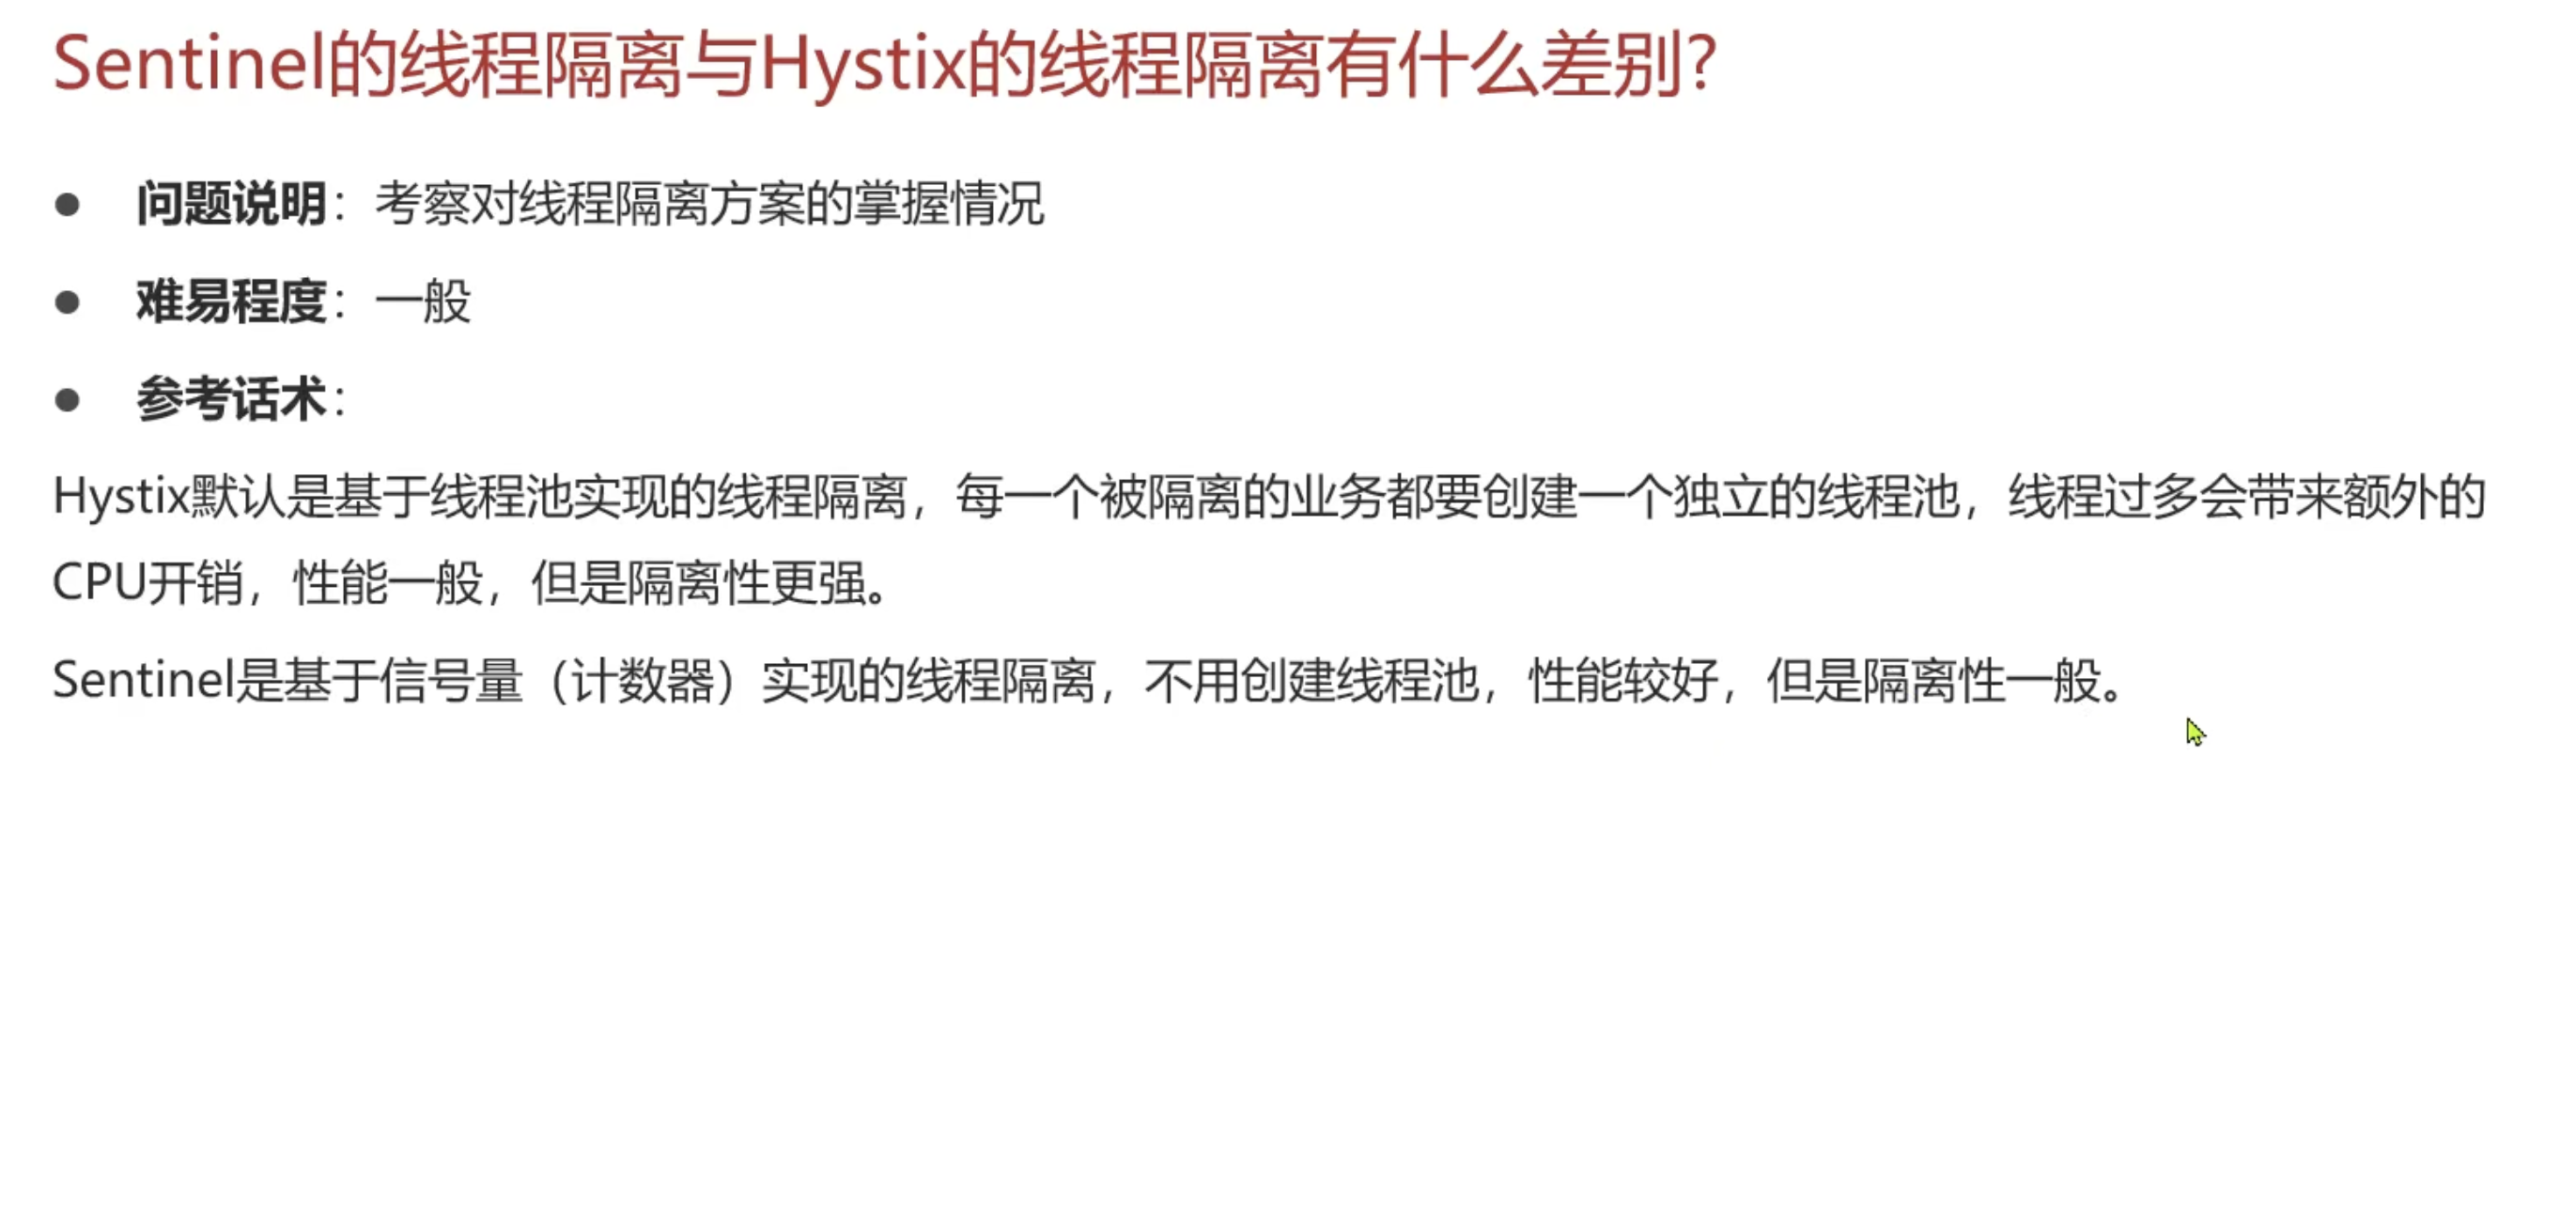 Sentinel的线程隔离与Hystix的线程隔离有什么差别?
● 问题说明：考察对线程隔离方案的掌握情况
● 难易程度：一般
● 参考话术：
Hystix默认是基于线程池实现的线程隔离，每一个被隔离的业务都要创建一个独立的线程池，线程过多会带来额外的
CPU开销，性能一般，但是隔离性更强。
Sentinel是基于信号量（计数器）实现的线程隔离，不用创建线程池，性能较好，但是隔离性一般。